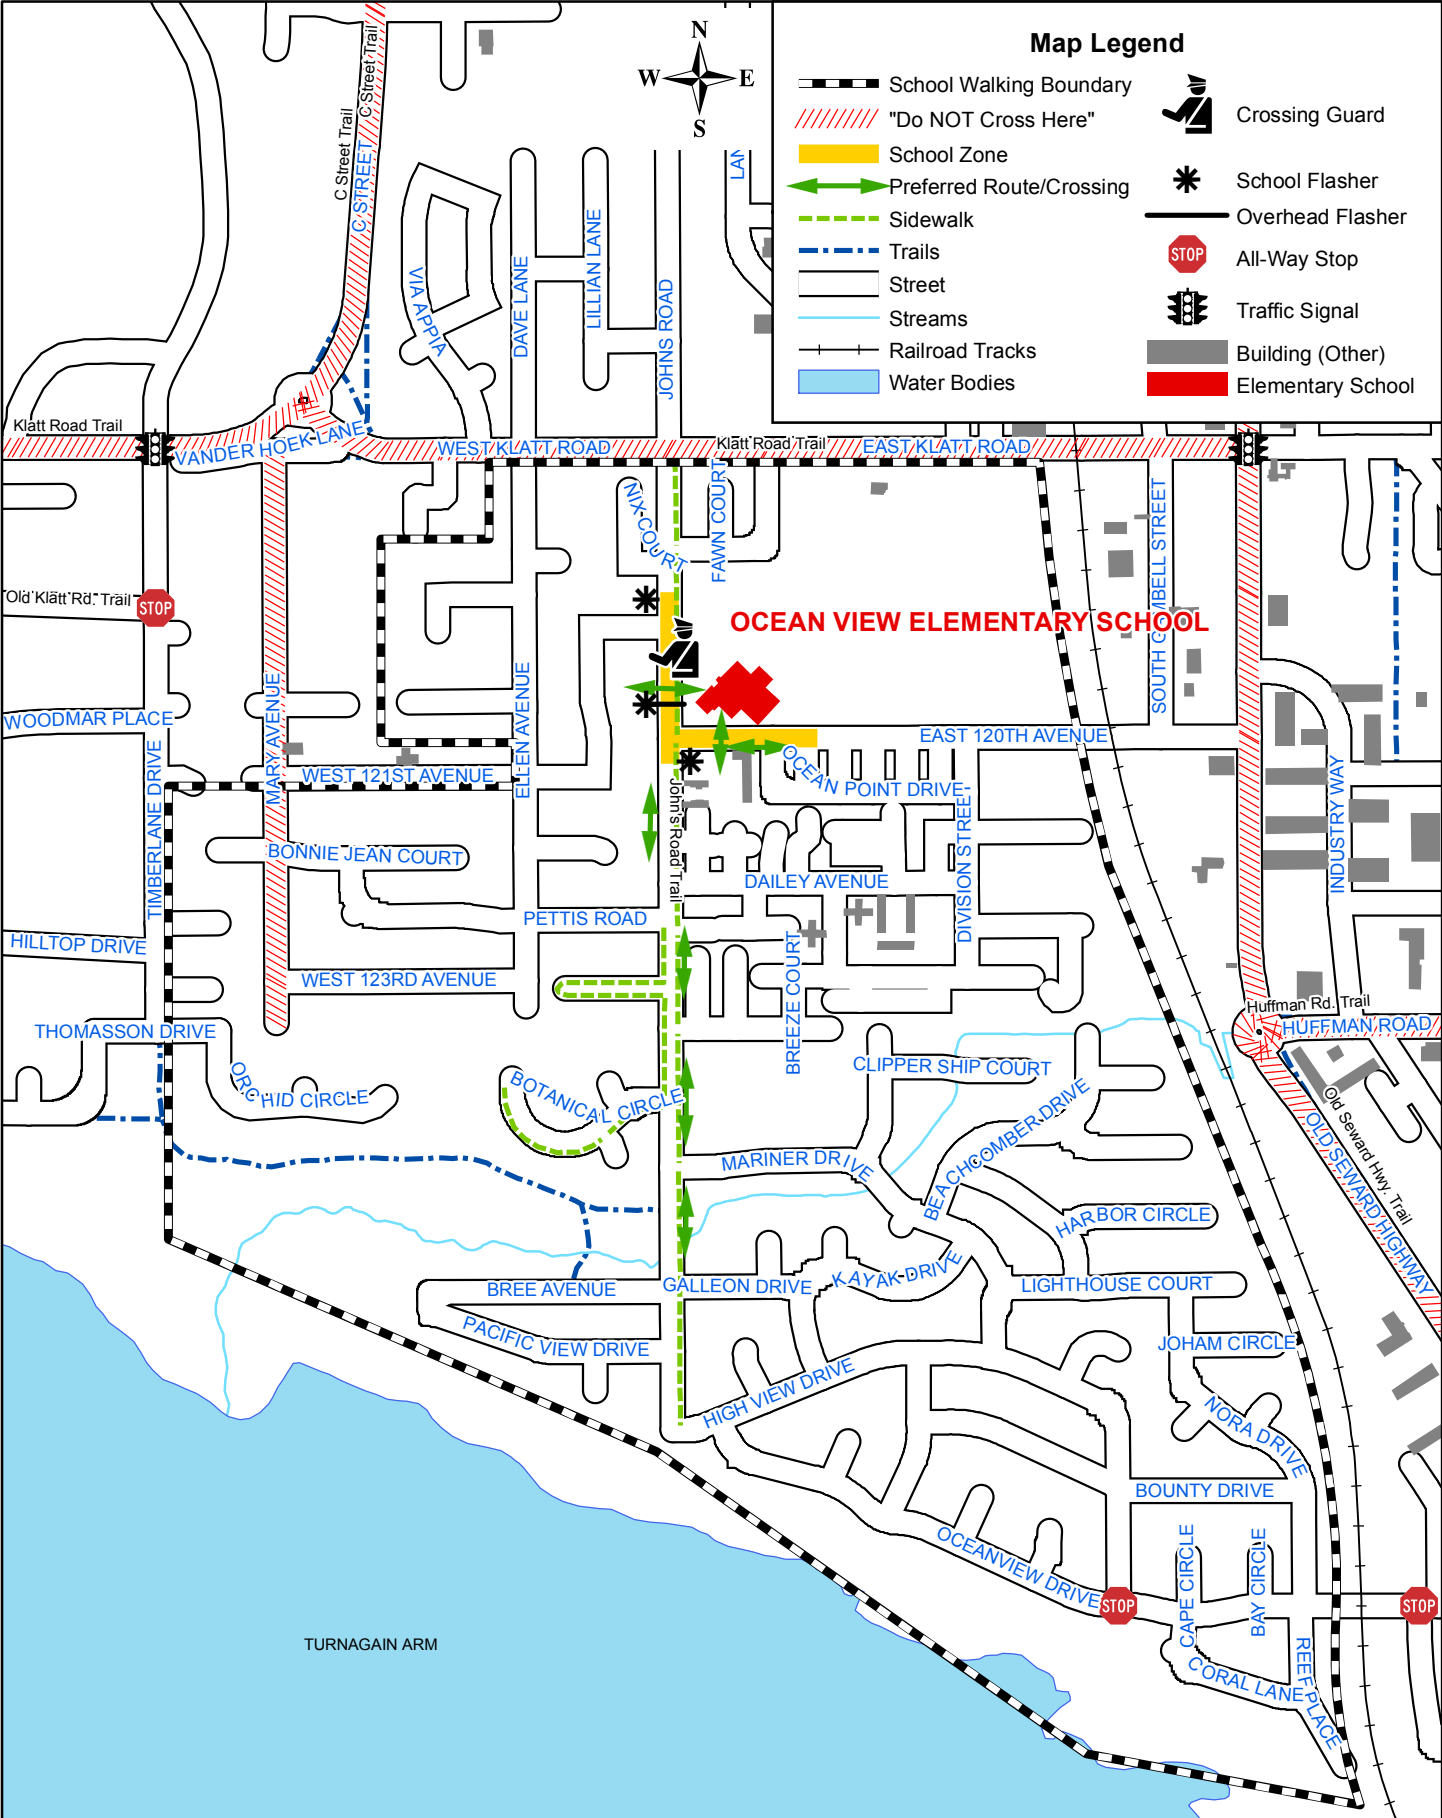 Map Legend
School Walking Boundary
"Do NOT Cross Here"
School Zone
Preferred Route/Crossing
Sidewalk
Trails
Street
Streams
Railroad Tracks
Water Bodies
Crossing Guard
School Flasher
Overhead Flasher
STOP
All-Way Stop
Traffic Signal
Building (Other)
Elementary School
N
W
E
S
C Street Trail
C Street Trail
C STREET
LAN
VIA APPIA
DAVE LANE
LILLIAN LANE
JOHNS ROAD
Klatt Road Trail
VANDER HOEK LANE
WEST KLATT ROAD
Klatt Road Trail
EAST KLATT ROAD
NIX COURT
FAWN COURT
SOUTH GAMBELL STREET
Old Klatt Rd. Trail
STOP
OCEAN VIEW ELEMENTARY SCHOOL
WOODMAR PLACE
MARY AVENUE
ELLEN AVENUE
EAST 120TH AVENUE
TIMBERLANE DRIVE
WEST 121ST AVENUE
OCEAN POINT DRIVE
INDUSTRY WAY
John's Road Trail
DIVISION STREET
BONNIE JEAN COURT
DAILEY AVENUE
PETTIS ROAD
HILLTOP DRIVE
WEST 123RD AVENUE
BREEZE COURT
Huffman Rd. Trail
HUFFMAN ROAD
THOMASSON DRIVE
ORCHID CIRCLE
BOTANICAL CIRCLE
CLIPPER SHIP COURT
BEACHCOMBER DRIVE
Old Seward Hwy. Trail
OLD SEWARD HIGHWAY
MARINER DRIVE
HARBOR CIRCLE
BREE AVENUE
GALLEON DRIVE
KAYAK DRIVE
LIGHTHOUSE COURT
PACIFIC VIEW DRIVE
JOHAM CIRCLE
HIGH VIEW DRIVE
NORA DRIVE
BOUNTY DRIVE
OCEANVIEW DRIVE
STOP
CAPE CIRCLE
BAY CIRCLE
STOP
TURNAGAIN ARM
CORAL LANE
REEF PLACE